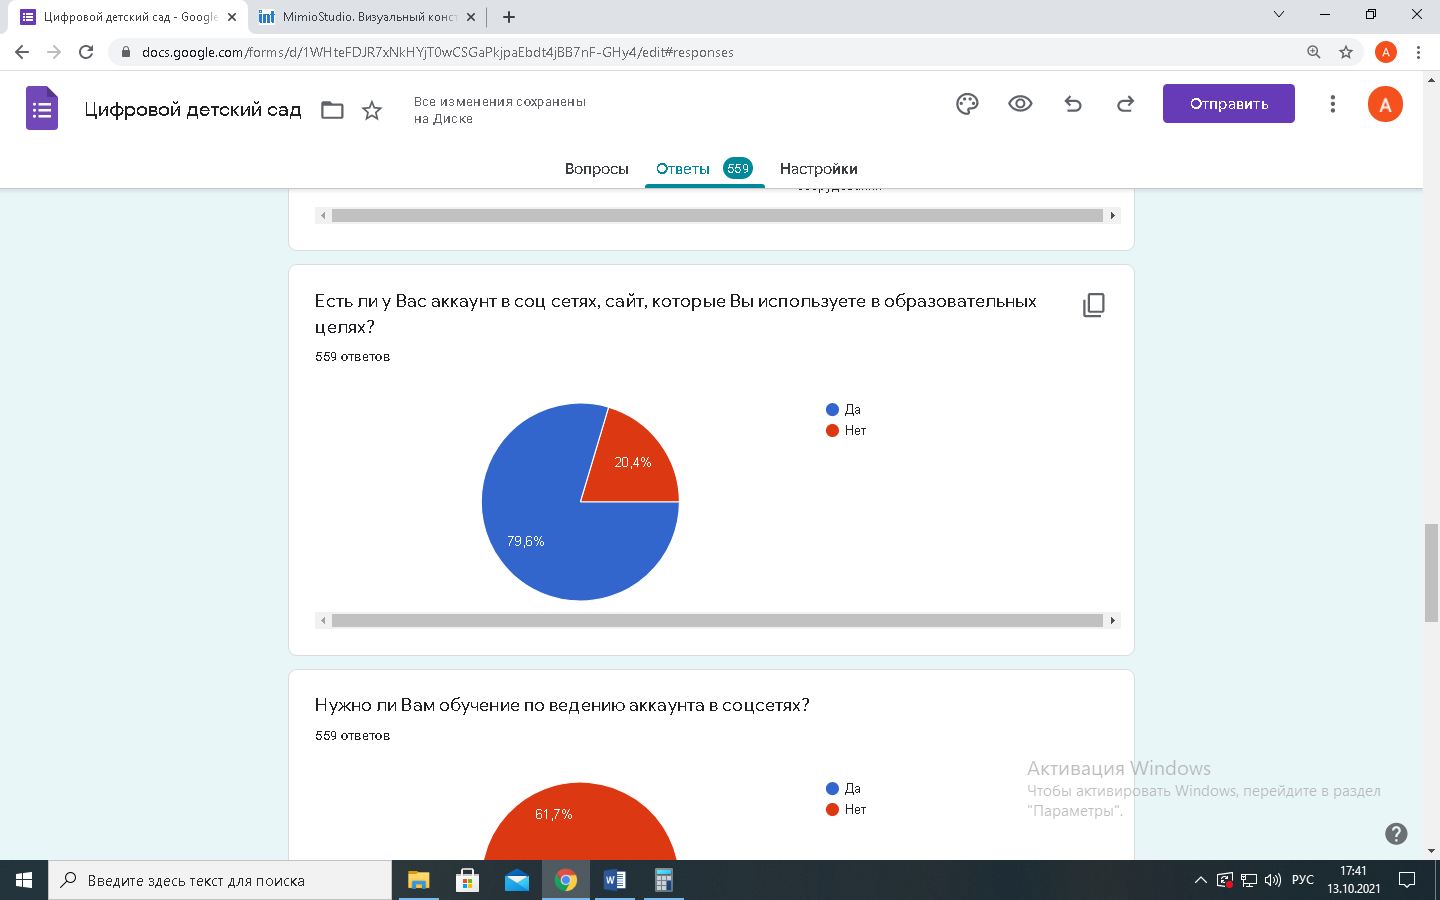 Цифровой детский сад - Google
MimioStudio. Визуальный конст
docs.google.com/forms/d/1WHteFDJR7xNkHYjT0wCSGaPkjpaEbdt4jBB7nF-GHy4/edit#responses
A
Цифровой детский сад
Все изменения сохранены
на Диске
Отправить
A
Вопросы
Ответы 559
Настройки
Есть ли у Вас аккаунт в соц сетях, сайт, которые Вы используете в образовательных
целях?
559 ответов
Да
Нет
20,4%
79,6%
Нужно ли Вам обучение по ведению аккаунта в соцсетях?
559 ответов
Да
Нет
61,7%
Активация Windows
Чтобы активировать Windows, перейдите в раздел
"Параметры".
Введите здесь текст для поиска
РУС
17:41
13.10.2021